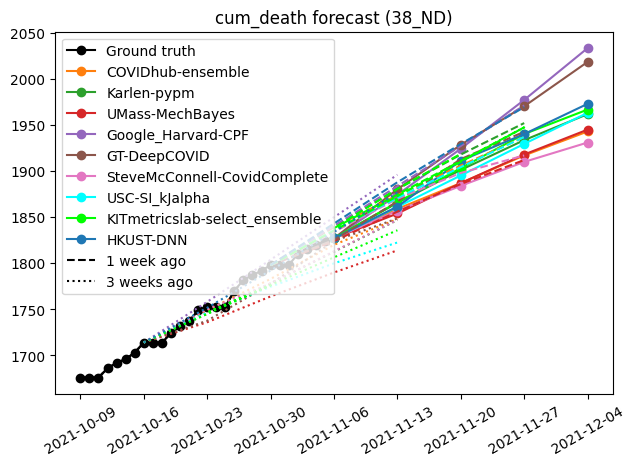 cum_death forecast (38_ND)
2050
2000
1950
1900
1850
1800
1750
1700
Ground truth
COVIDhub-ensemble
Karlen-pypm
UMass-MechBayes
Google_Harvard-CPF
GT-DeepCOVID
SteveMcConnell-CovidComplete
USC-SI_kJalpha
KITmetricslab-select_ensemble
HKUST-DNN
1 week ago
3 weeks ago
2021-10-09
2021-10-16
2021-10-23
2021-10-30
2021-11-06
2021-11-13
2021-11-20
2021-11-27
2021-12-04